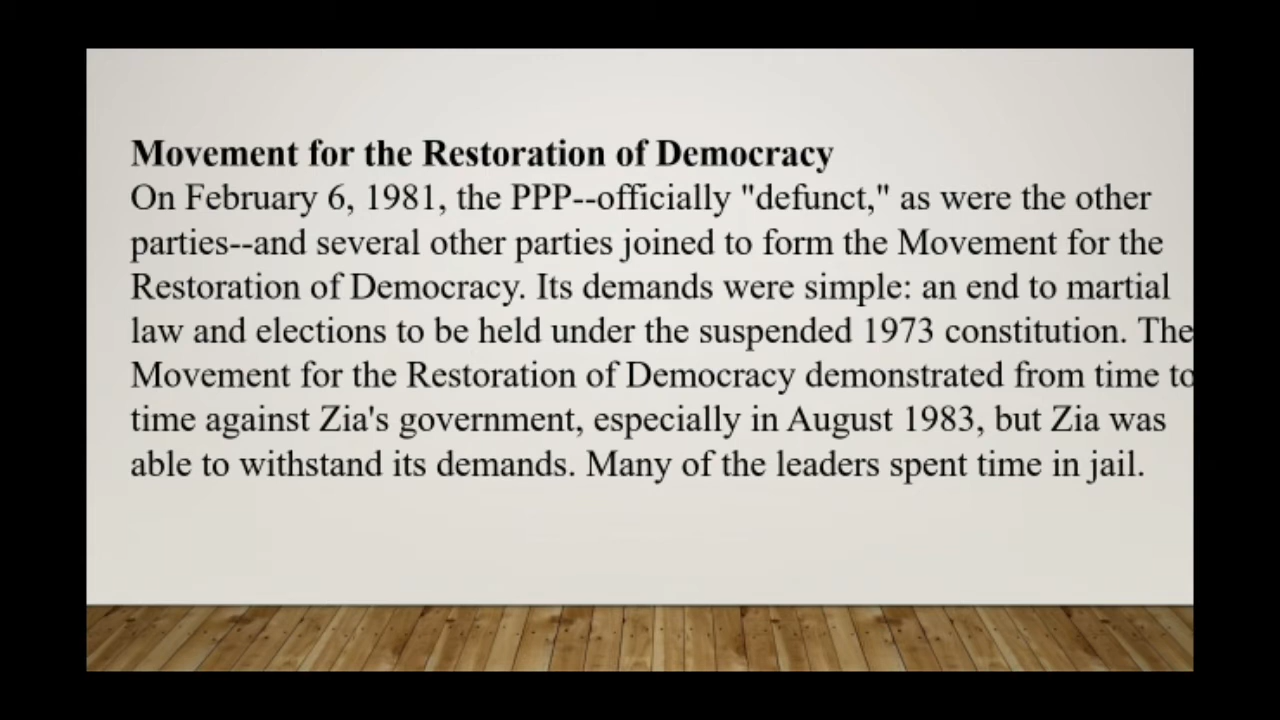 Movement for the Restoration of Democracy
On February 6, 1981, the PPP--officially "defunct," as were the other
parties--and several other parties joined to form the Movement for the
Restoration of Democracy. Its demands were simple: an end to martial
law and elections to be held under the suspended 1973 constitution. The
Movement for the Restoration of Democracy demonstrated from time to
time against Zia's government, especially in August 1983, but Zia was
able to withstand its demands. Many of the leaders spent time in jail.